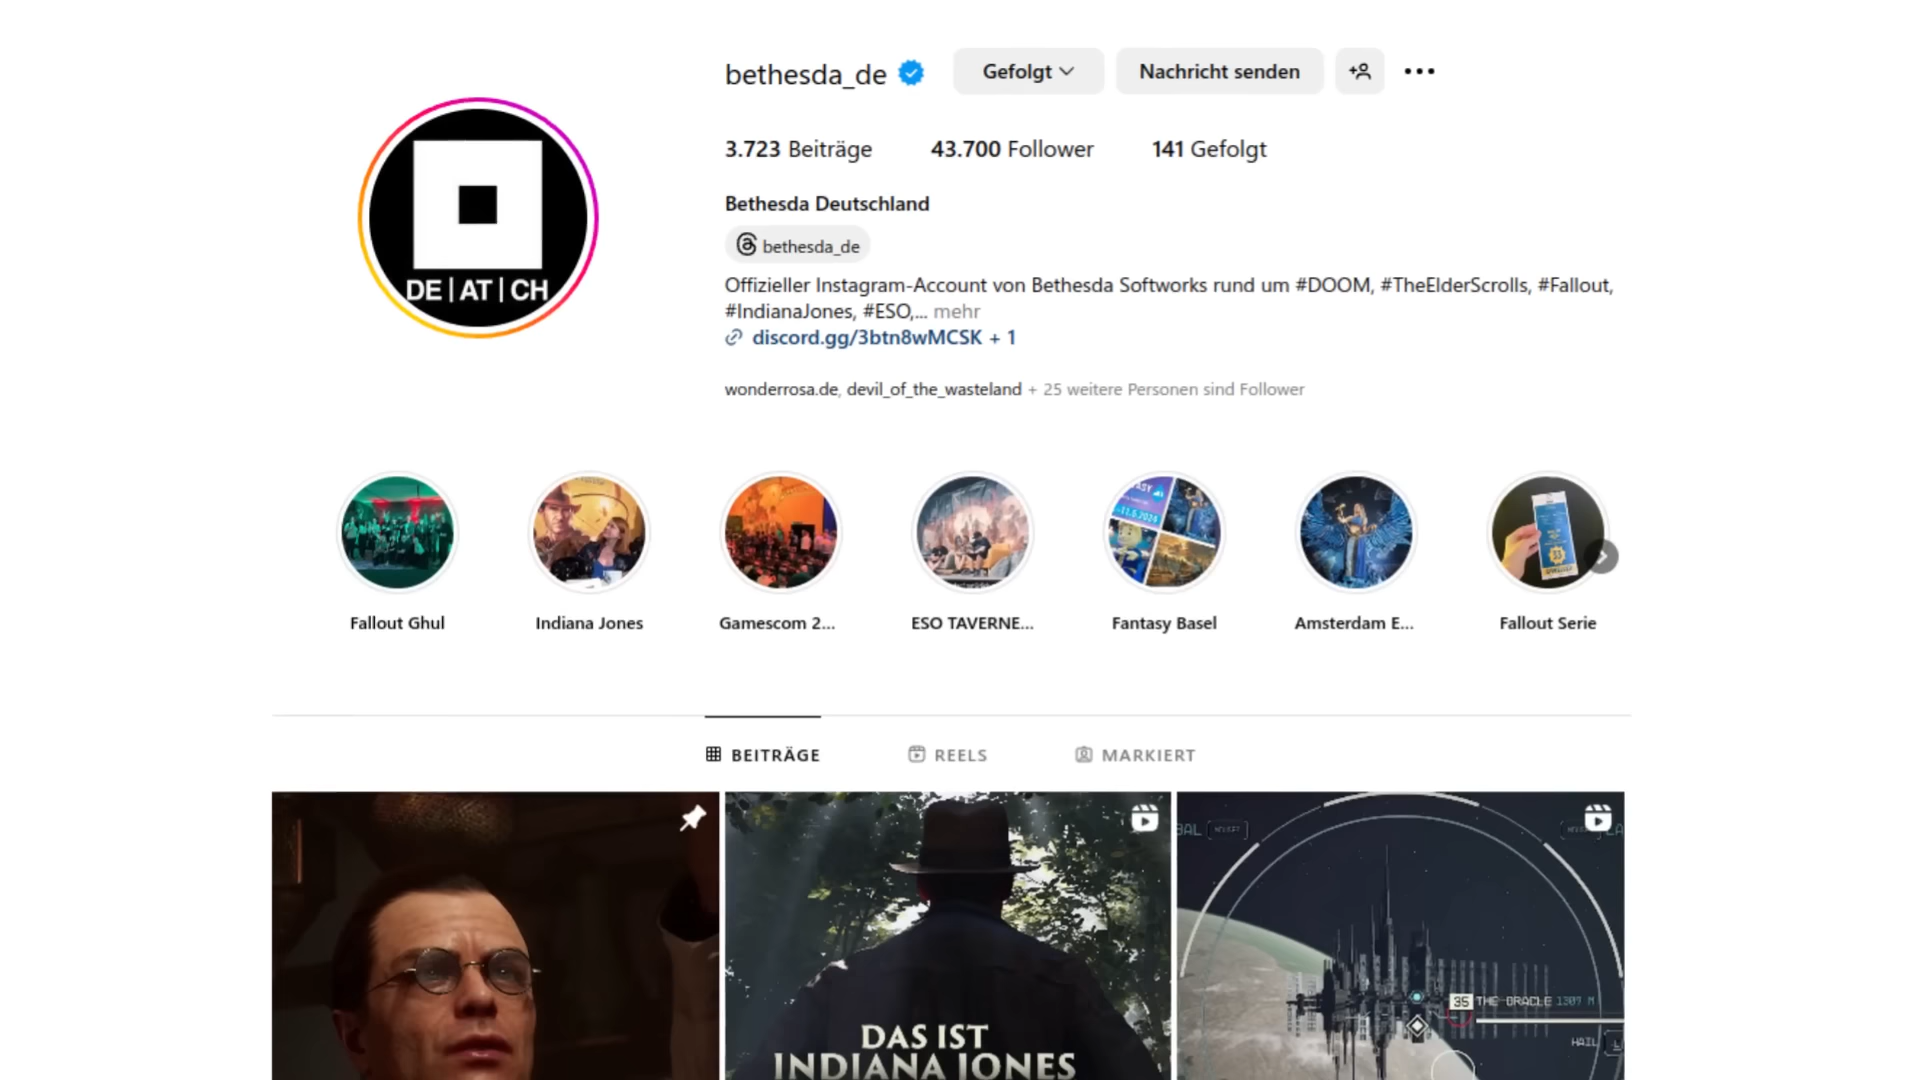 bethesda_de
Gefolgt
Nachricht senden
3.723 Beiträge
43.700 Follower
141 Gefolgt
DE | AT | CH
Bethesda Deutschland
bethesda_de
Offizieller Instagram-Account von Bethesda Softworks rund um #DOOM, #TheElderScrolls, #Fallout,
#IndianaJones, #ESO,... mehr
discord.gg/3btn8wMCSK + 1
wonderrosa.de, devil_of_the_wasteland + 25 weitere Personen sind Follower
Fallout Ghul
Indiana Jones
Gamescom 2...
ESO TAVERNE...
Fantasy Basel
Amsterdam E...
Fallout Serie
BEITRÄGE
REELS
MARKIERT
DAS IST
INDIANA JONES
35 THE ORACLE 1307 M
HAIL